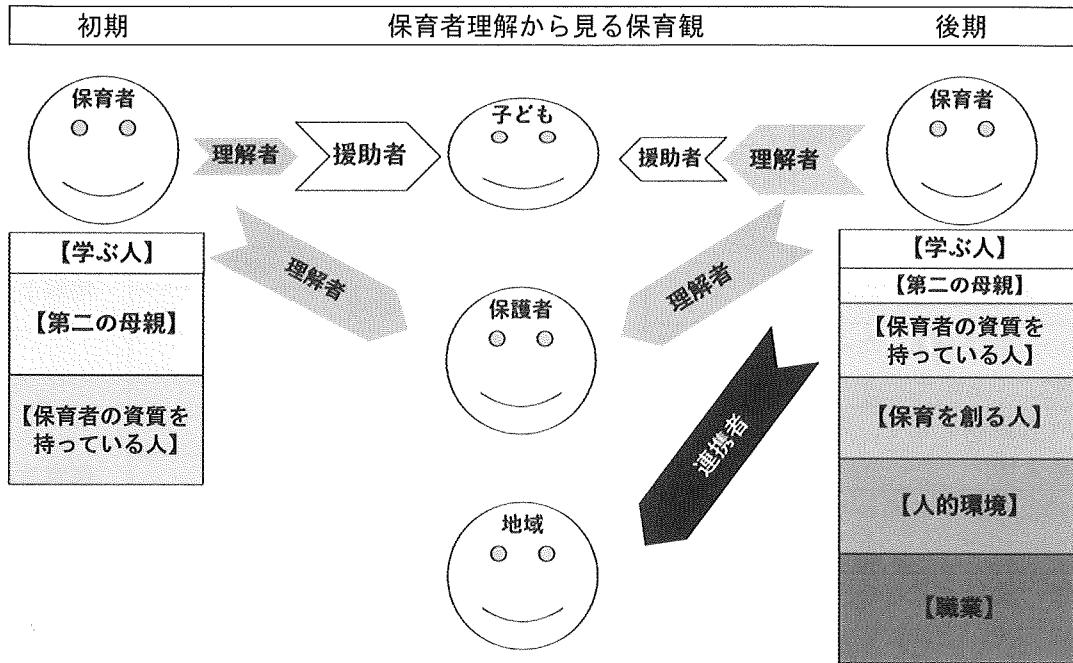 初期 保育者理解から見る保育観 後期
保育者
子ども
保育者
理解者
援助者
援助者
理解者
【学ぶ人】
【第二の母親】
【保育者の資質を
持っている人】
理解者
保護者
理解者
連携者
地域
【学ぶ人】
【第二の母親】
【保育者の資質を
持っている人】
【保育を創る人】
【人的環境】
【職業】